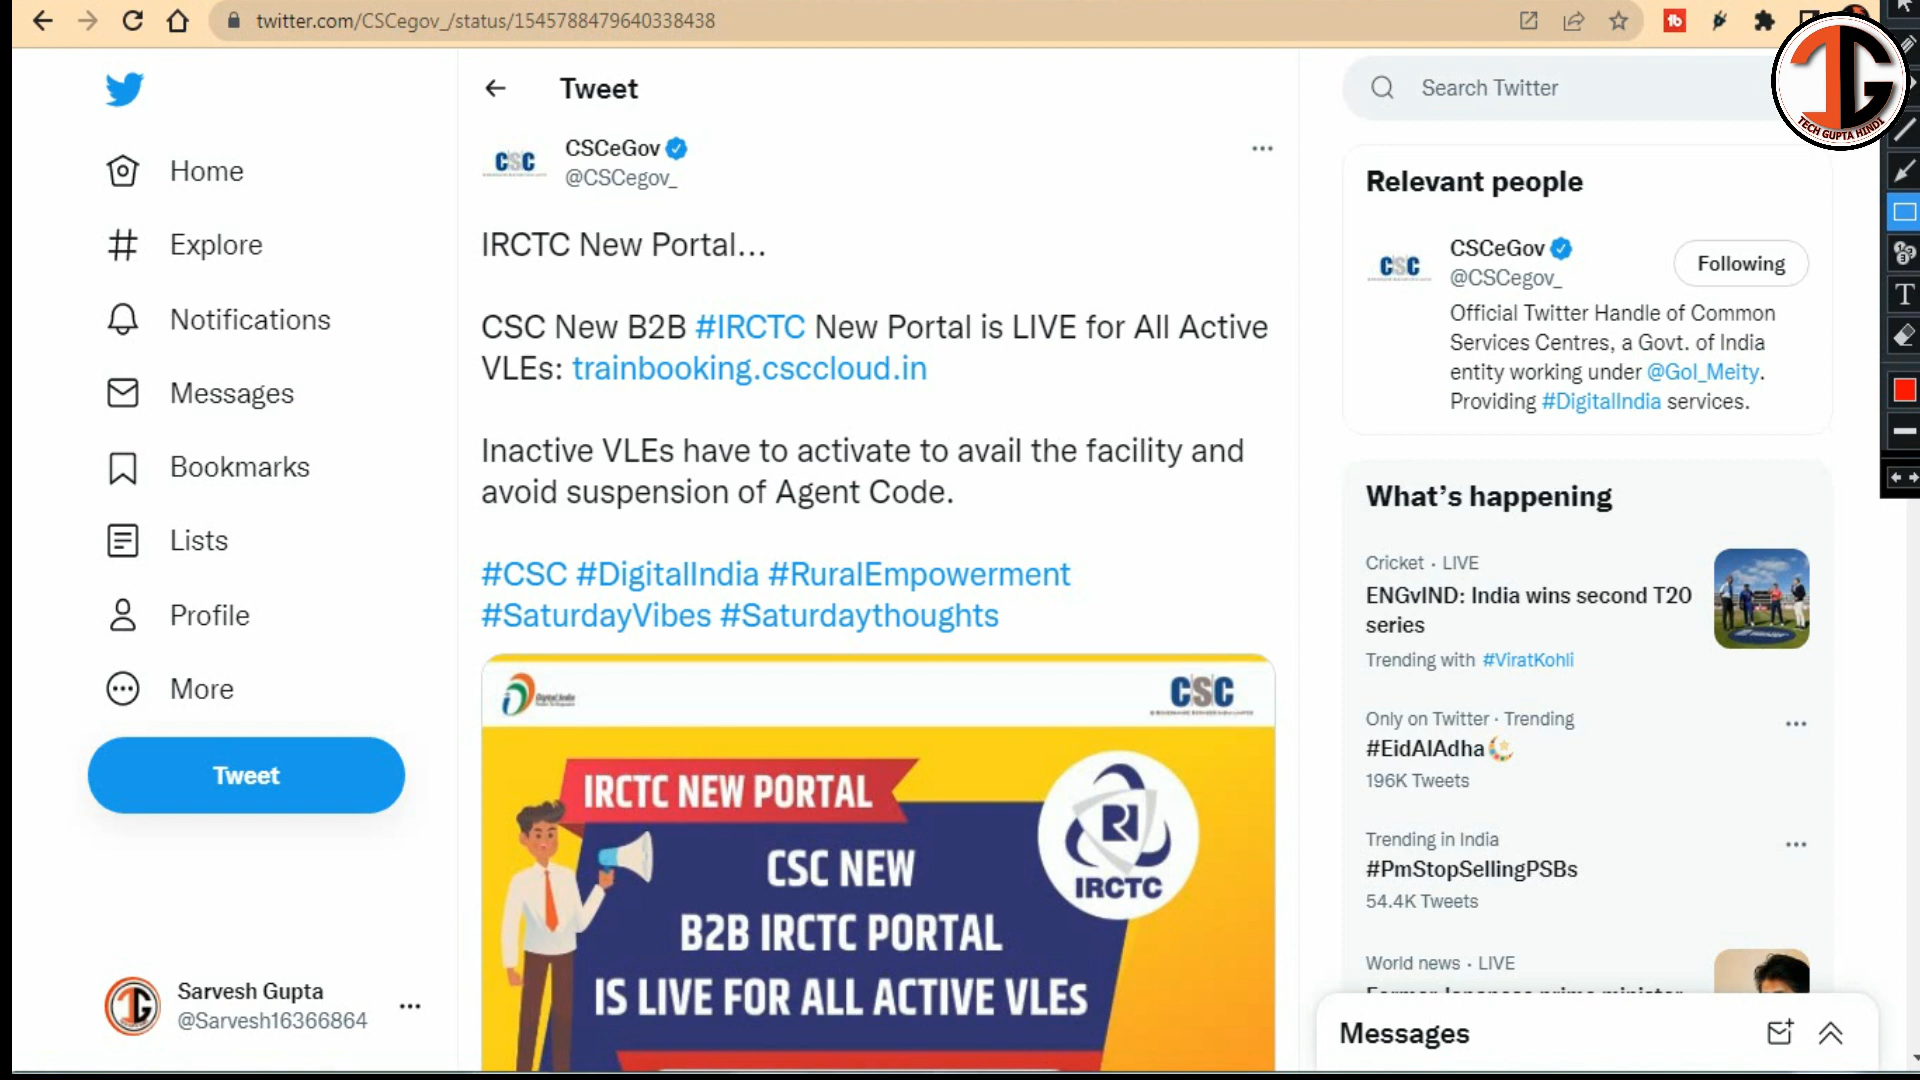 twitter.com/CSCegov_/status/1545788479640338438
TECH GUPTA HINDI
Home
Explore
Notifications
Messages
Bookmarks
Lists
Profile
More
Tweet
Sarvesh Gupta
@Sarvesh16366864
Tweet
CSC
CSCeGov
@CSCegov_
IRCTC New Portal...
CSC New B2B #IRCTC New Portal is LIVE for All Active
VLEs: trainbooking.csccloud.in
Inactive VLEs have to activate to avail the facility and
avoid suspension of Agent Code.
#CSC #DigitalIndia #RuralEmpowerment
#SaturdayVibes #Saturdaythoughts
Digital India
CSC
IRCTC NEW PORTAL
IRCTC
CSC NEW
B2B IRCTC PORTAL
IS LIVE FOR ALL ACTIVE VLEs
Search Twitter
Relevant people
CSC
CSCeGov
@CSCegov_
Following
Official Twitter Handle of Common
Services Centres, a Govt. of India
entity working under @GoI_Meity.
Providing #DigitalIndia services.
What's happening
Cricket · LIVE
ENGvIND: India wins second T20
series
Trending with #ViratKohli
Only on Twitter · Trending
#EidAlAdha
196K Tweets
Trending in India
#PmStopSellingPSBs
54.4K Tweets
World news · LIVE
Former Japanese prime minister
Messages